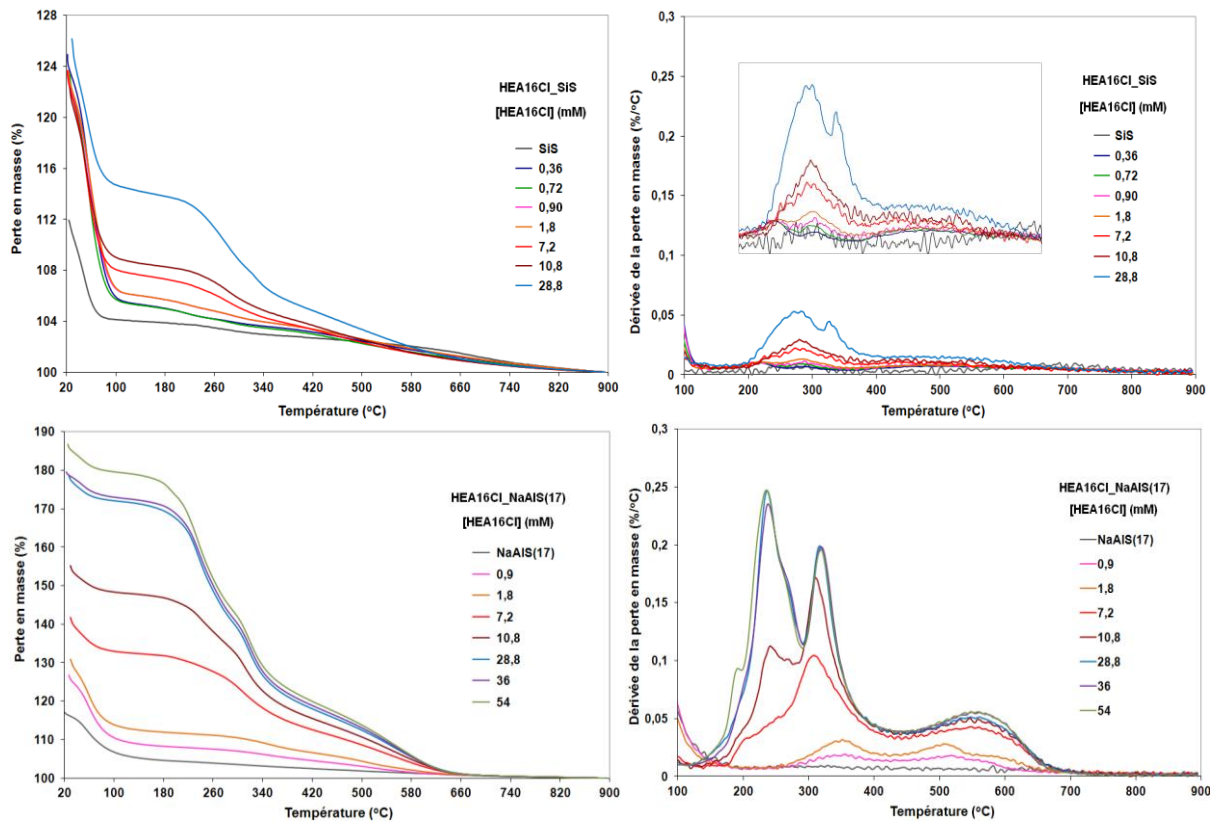 128
124
120
116
112
108
104
100
Perte en masse (%)
HEA16Cl_SiS
[HEA16Cl] (mM)
SiS
0,36
0,72
0,90
1,8
7,2
10,8
28,8
20 100 180 260 340 420 500 580 660 740 820 900
Température (°C)
0,3
0,25
0,2
0,15
0,1
0,05
0
Dérivée de la perte en masse (%/°C)
HEA16Cl_SiS
[HEA16Cl] (mM)
SiS
0,36
0,72
0,90
1,8
7,2
10,8
28,8
100 200 300 400 500 600 700 800 900
Température (°C)
190
180
170
160
150
140
130
120
110
100
Perte en masse (%)
HEA16Cl_NaAlS(17)
[HEA16Cl] (mM)
NaAlS(17)
0,9
1,8
7,2
10,8
28,8
36
54
20 100 180 260 340 420 500 580 660 740 820 900
Température (°C)
0,3
0,25
0,2
0,15
0,1
0,05
0
Dérivée de la perte en masse (%/°C)
HEA16Cl_NaAlS(17)
[HEA16Cl] (mM)
NaAlS(17)
0,9
1,8
7,2
10,8
28,8
36
54
100 200 300 400 500 600 700 800 900
Température (°C)